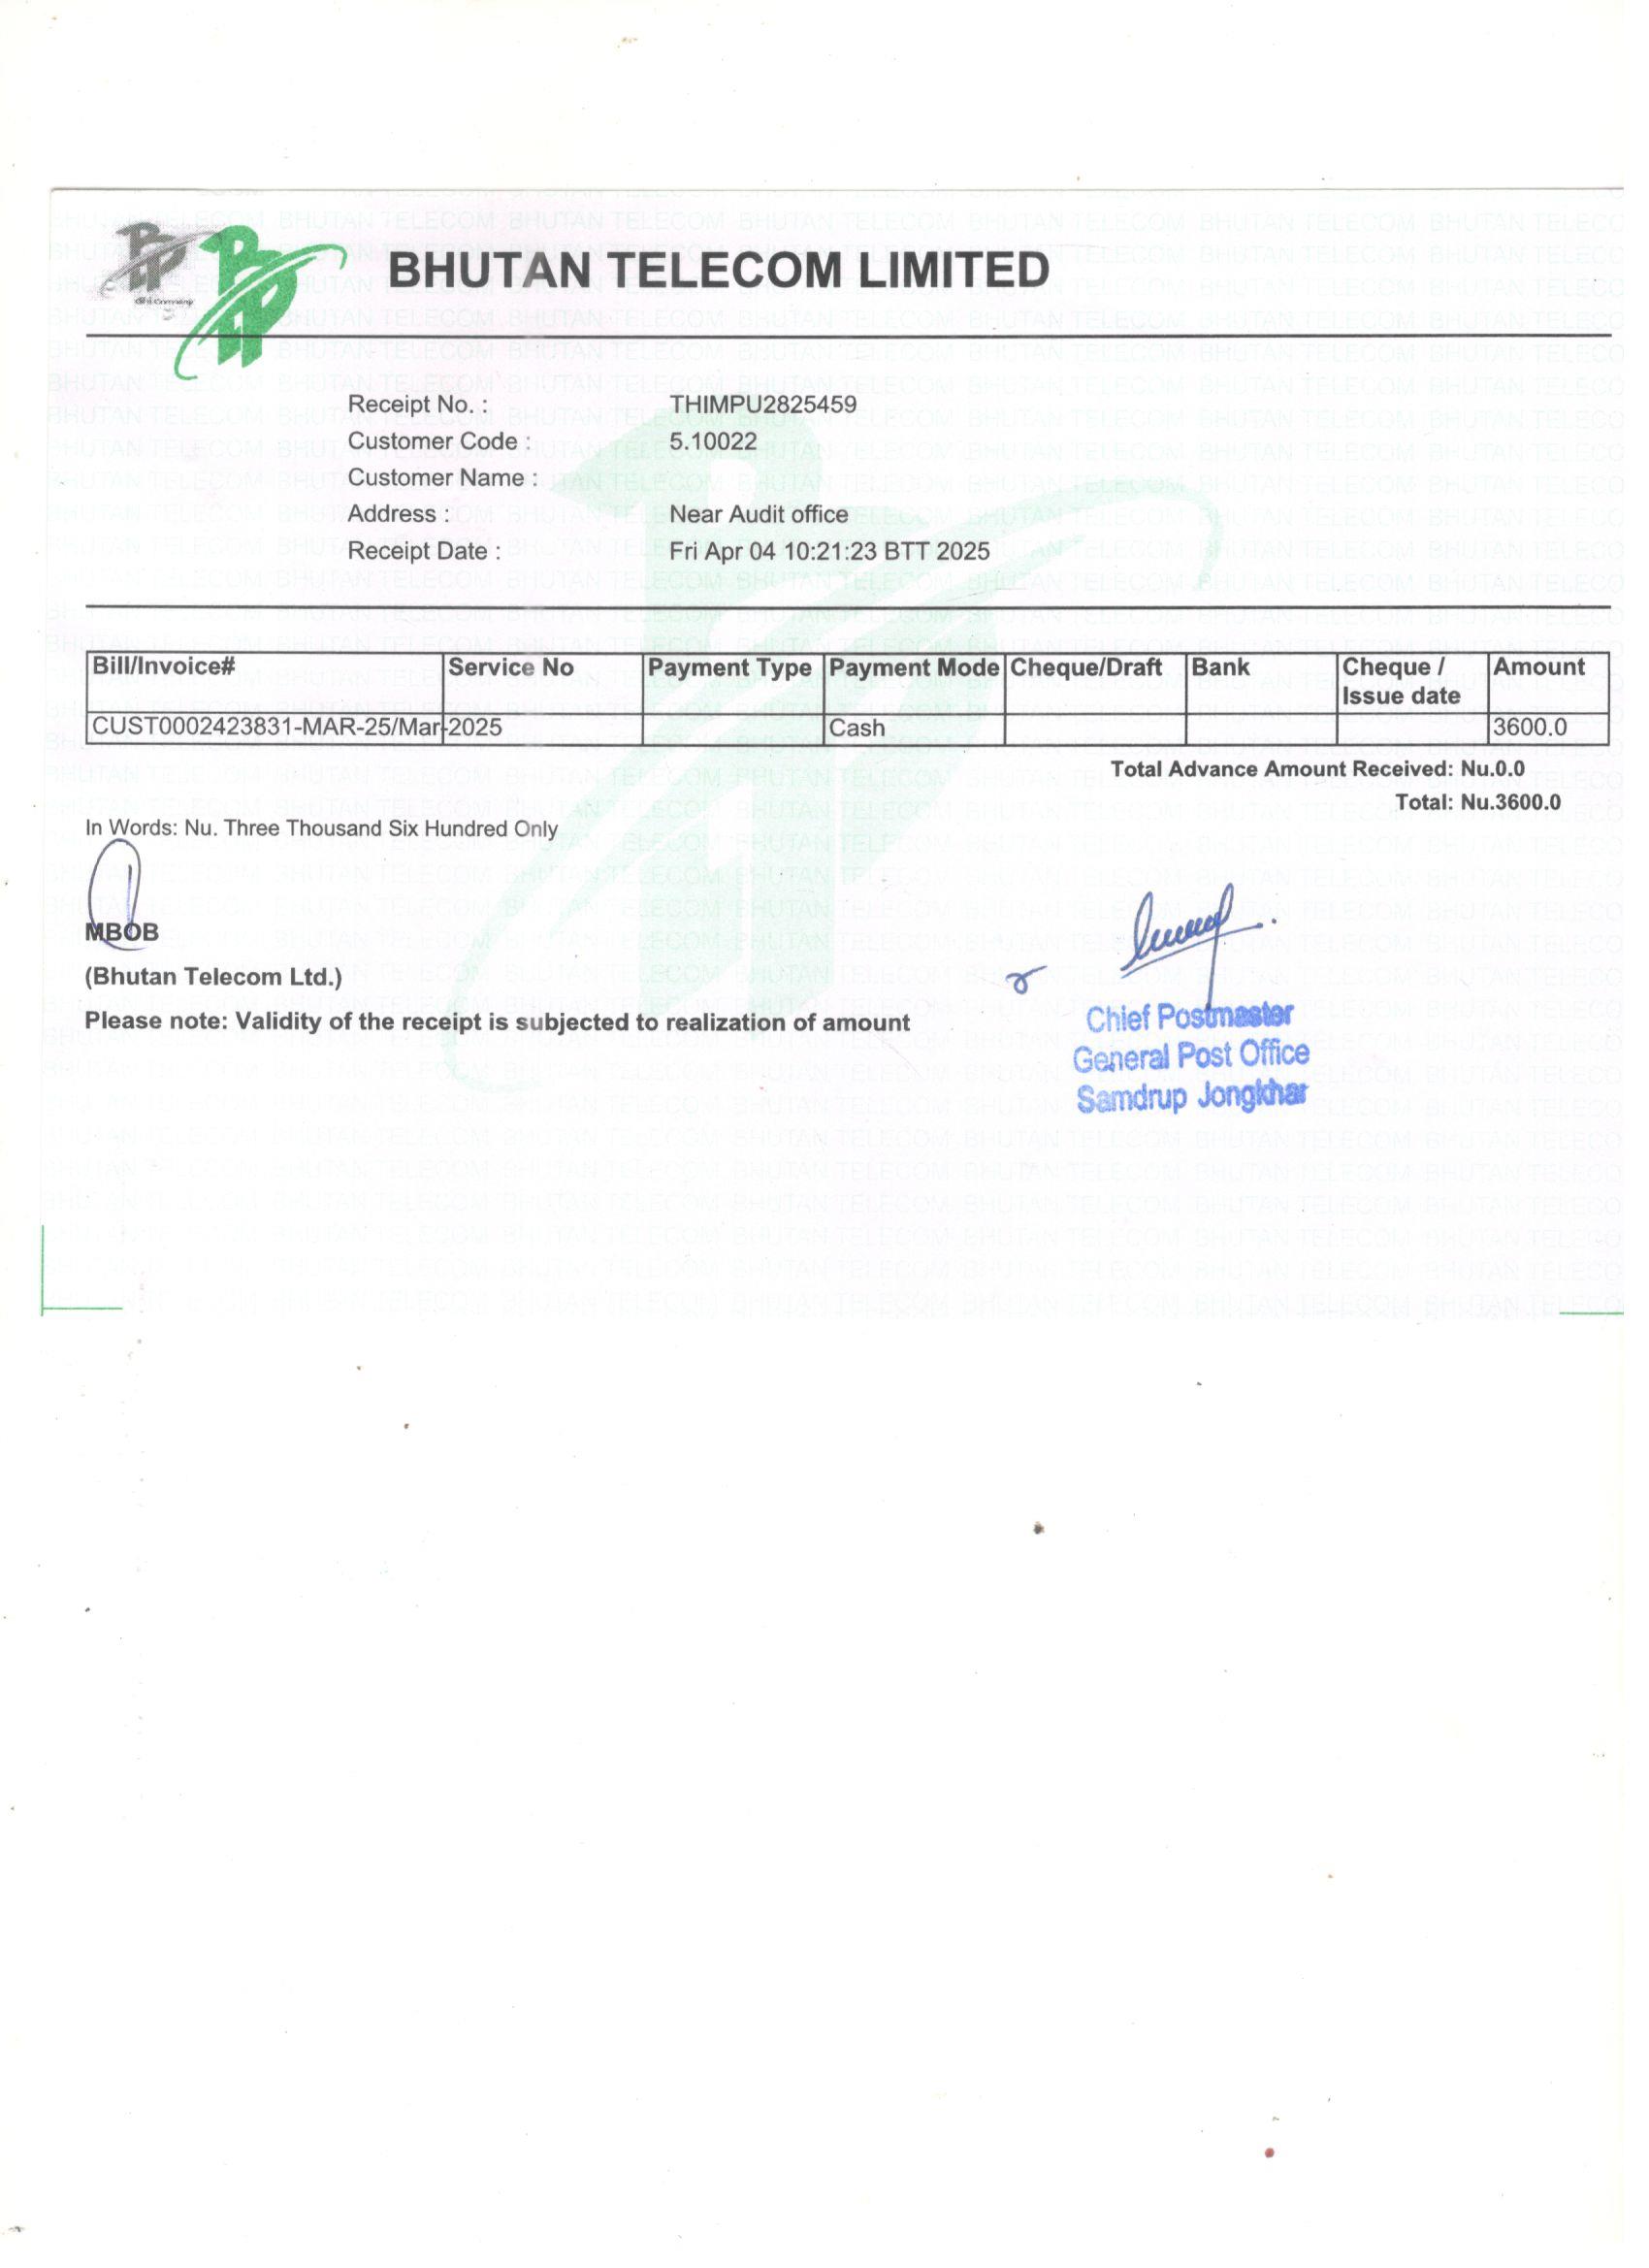 BHUTAN TELECOM LIMITED
Receipt No. : THIMPU2825459
Customer Code : 5.10022
Customer Name :
Address : Near Audit office
Receipt Date : Fri Apr 04 10:21:23 BTT 2025
Bill/Invoice# Service No Payment Type Payment Mode Cheque/Draft Bank Cheque / Issue date Amount
CUST0002423831-MAR-25/Mar-2025 Cash 3600.0
Total Advance Amount Received: Nu.0.0
Total: Nu.3600.0
In Words: Nu. Three Thousand Six Hundred Only
MBOB
(Bhutan Telecom Ltd.)
Please note: Validity of the receipt is subjected to realization of amount
Chief Postmaster
General Post Office
Samdrup Jongkhar